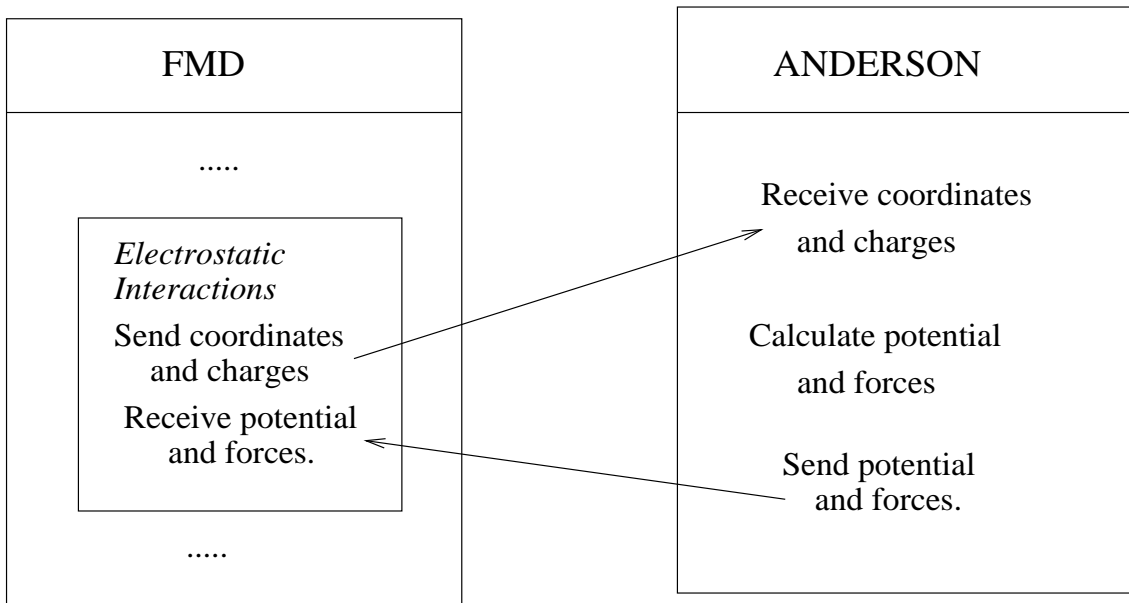 FMD
.....
Electrostatic
Interactions
Send coordinates
and charges
Receive potential
and forces.
.....
ANDERSON
Receive coordinates
and charges
Calculate potential
and forces
Send potential
and forces.